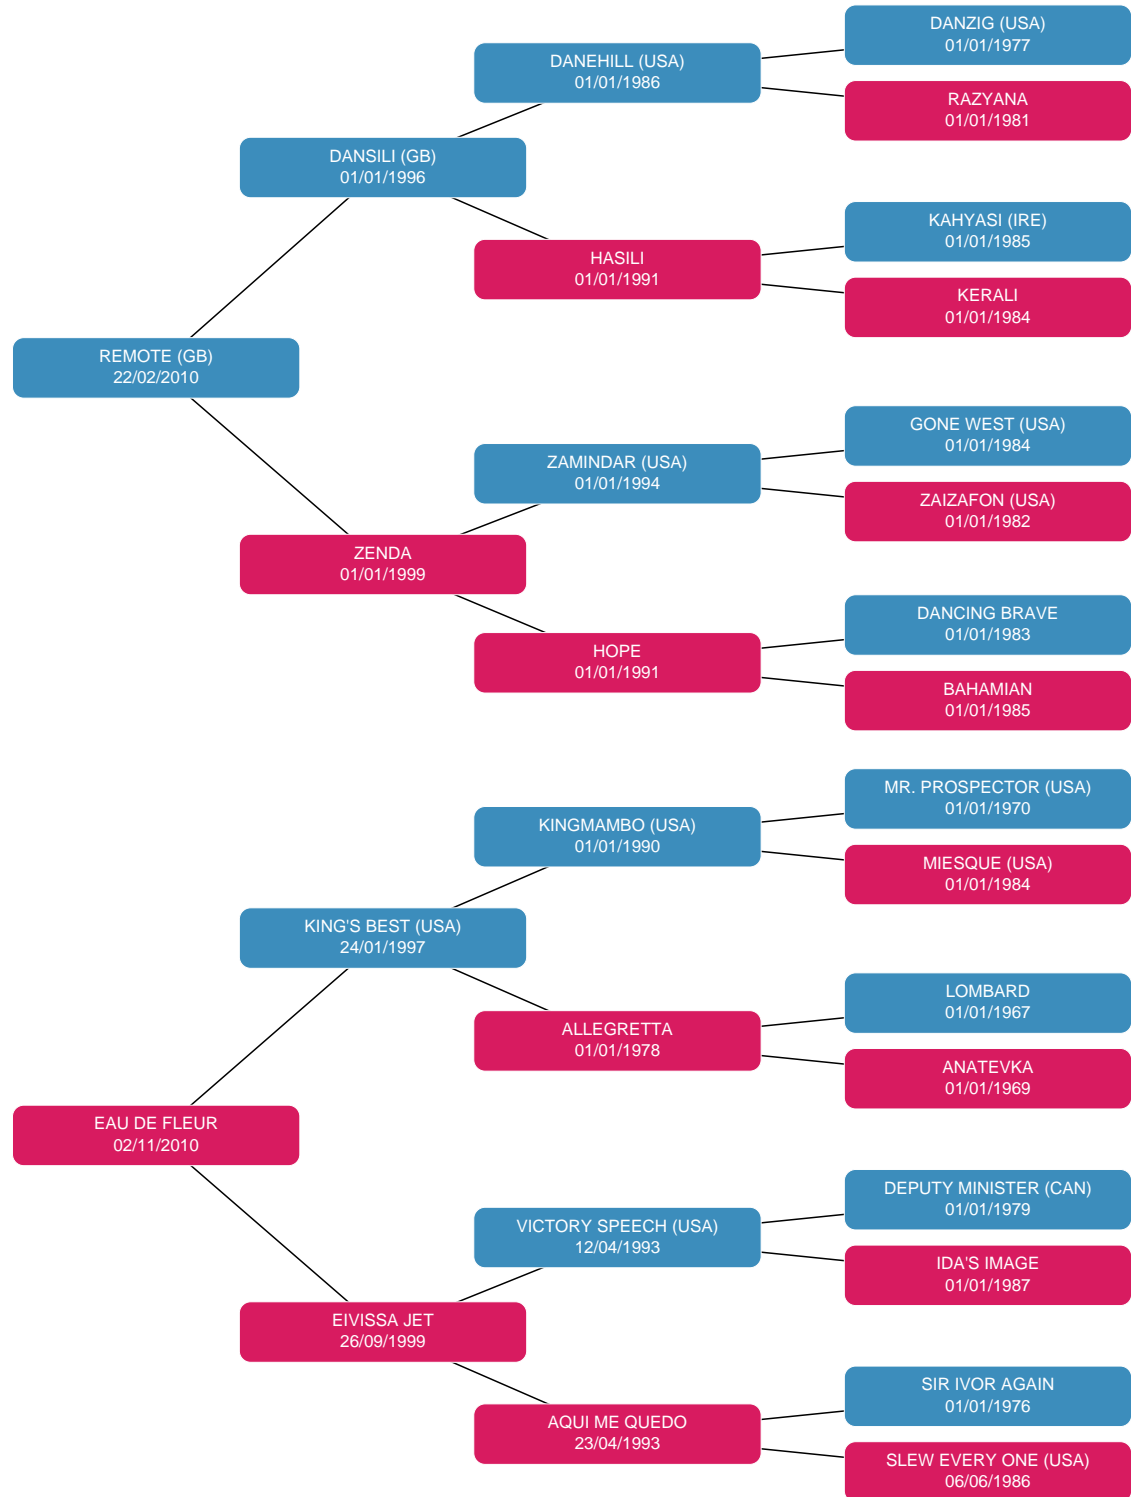 DANZIG (USA)
01/01/1977
DANEHILL (USA)
01/01/1986
RAZYANA
01/01/1981
DANSILI (GB)
01/01/1996
KAHYASI (IRE)
01/01/1985
HASILI
01/01/1991
KERALI
01/01/1984
REMOTE (GB)
22/02/2010
GONE WEST (USA)
01/01/1984
ZAMINDAR (USA)
01/01/1994
ZAIZAFON (USA)
01/01/1982
ZENDA
01/01/1999
DANCING BRAVE
01/01/1983
HOPE
01/01/1991
BAHAMIAN
01/01/1985
MR. PROSPECTOR (USA)
01/01/1970
KINGMAMBO (USA)
01/01/1990
MIESQUE (USA)
01/01/1984
KING'S BEST (USA)
24/01/1997
LOMBARD
01/01/1967
ALLEGRETTA
01/01/1978
ANATEVKA
01/01/1969
EAU DE FLEUR
02/11/2010
DEPUTY MINISTER (CAN)
01/01/1979
VICTORY SPEECH (USA)
12/04/1993
IDA'S IMAGE
01/01/1987
EIVISSA JET
26/09/1999
SIR IVOR AGAIN
01/01/1976
AQUI ME QUEDO
23/04/1993
SLEW EVERY ONE (USA)
06/06/1986